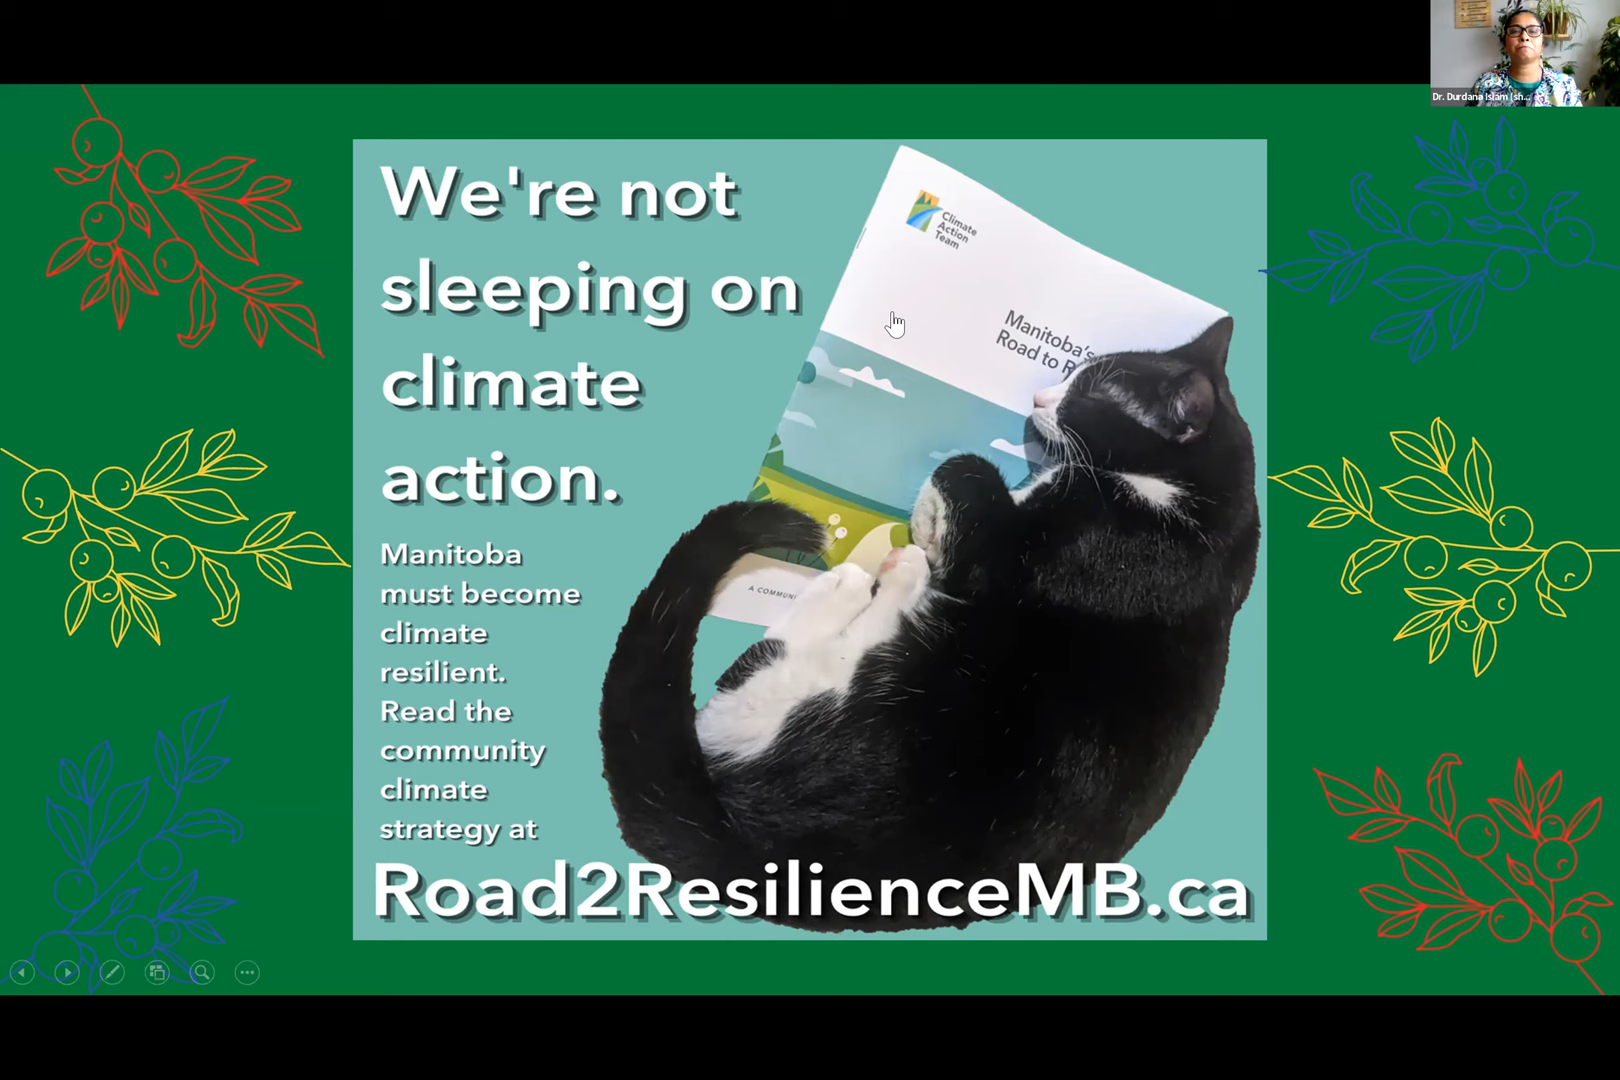 Dr. Durdana Islam (sh...
We're not
sleeping on
climate
action.
Climate
Action
Team
Manitoba's
Road to R
A COMMUNI
Manitoba
must become
climate
resilient.
Read the
community
climate
strategy at
Road2ResilienceMB.ca